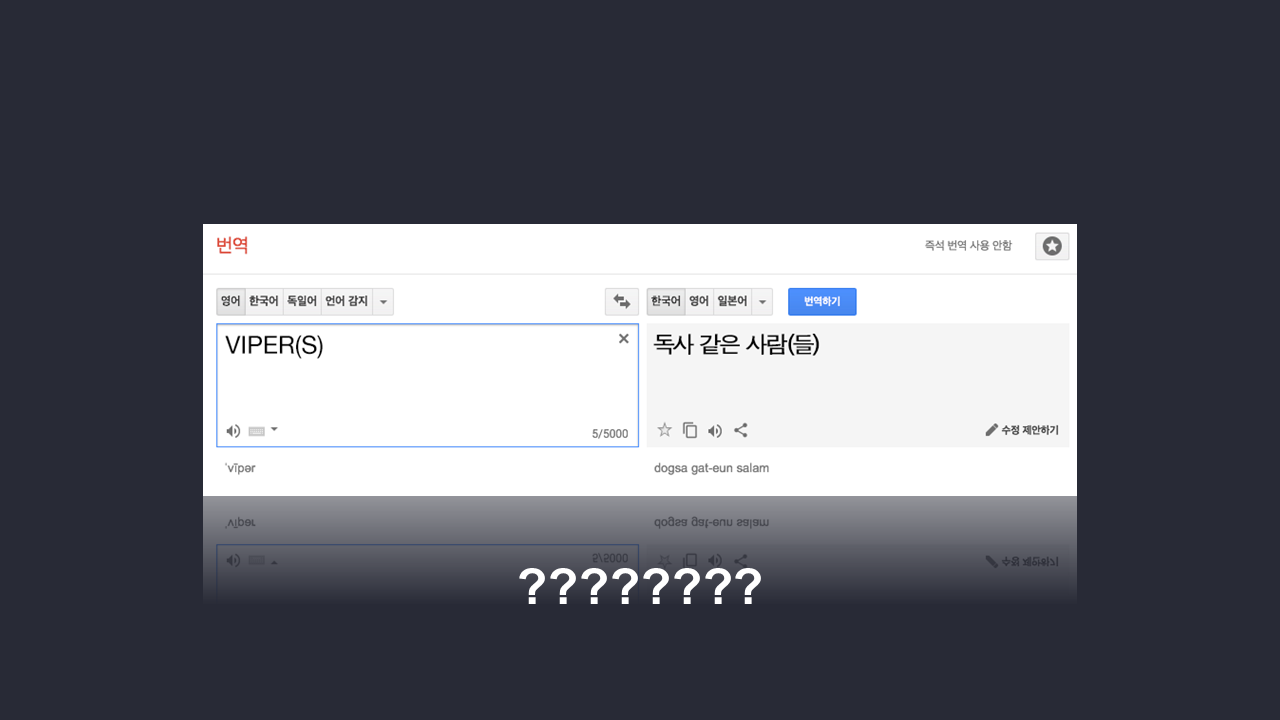 번역
즉석 번역 사용 안함
영어 한국어 독일어 언어 감지
한국어 영어 일본어 번역하기
VIPER(S)
독사 같은 사람(들)
5/5000
수정 제안하기
ˈvīpər
dogsa gat-eun salam
????????